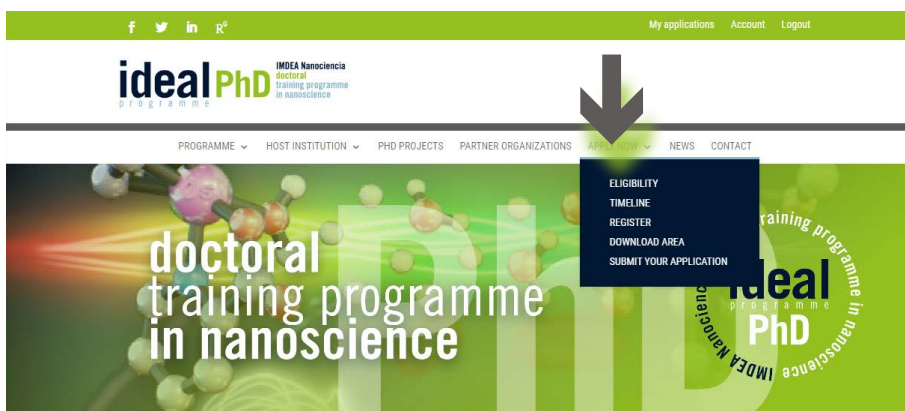 My applications Account Logout
ideal PhD
programme
IMDEA Nanociencia
doctoral
training programme
in nanoscience
PROGRAMME HOST INSTITUTION PHD PROJECTS PARTNER ORGANIZATIONS APPLY NOW NEWS CONTACT
ELIGIBILITY
TIMELINE
REGISTER
DOWNLOAD AREA
SUBMIT YOUR APPLICATION
PhD
doctoral
training programme
in nanoscience
ideal
programme
PhD
IMDEA Nanociencia
training programme in nanoscience